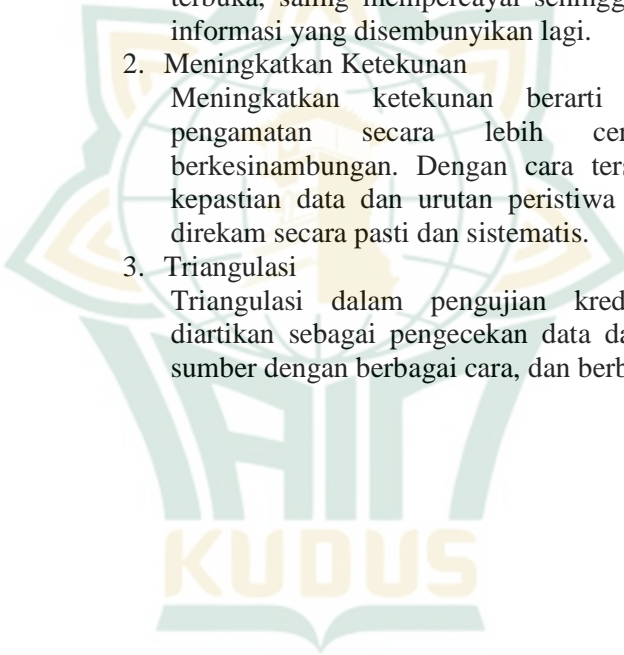 terbuka, saling mempercayai
informasi yang disembunyikan lagi.
2. Meningkatkan Ketekunan
Meningkatkan ketekunan berarti
pengamatan secara lebih
berkesinambungan. Dengan cara
kepastian data dan urutan peristiwa
direkam secara pasti dan sistematis.
3. Triangulasi
Triangulasi dalam pengujian
diartikan sebagai pengecekan data
sumber dengan berbagai cara, dan
IAIN
KUDUS